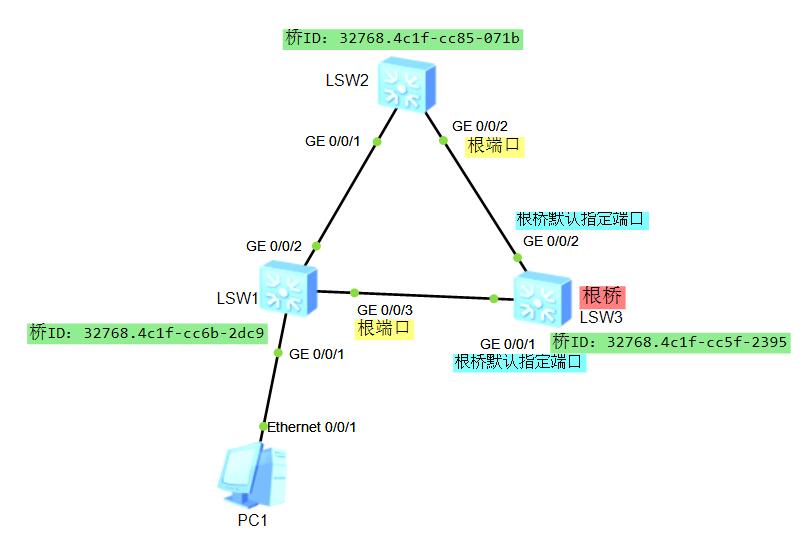 桥ID: 32768.4c1f-cc85-071b
LSW2
GE 0/0/2
GE 0/0/1
根端口
根桥默认指定端口
GE 0/0/2
GE 0/0/2
LSW1
根桥
GE 0/0/3
LSW3
根端口
桥ID: 32768.4c1f-cc6b-2dc9
GE 0/0/1
桥ID: 32768.4c1f-cc5f-2395
GE 0/0/1
根桥默认指定端口
Ethernet 0/0/1
PC1